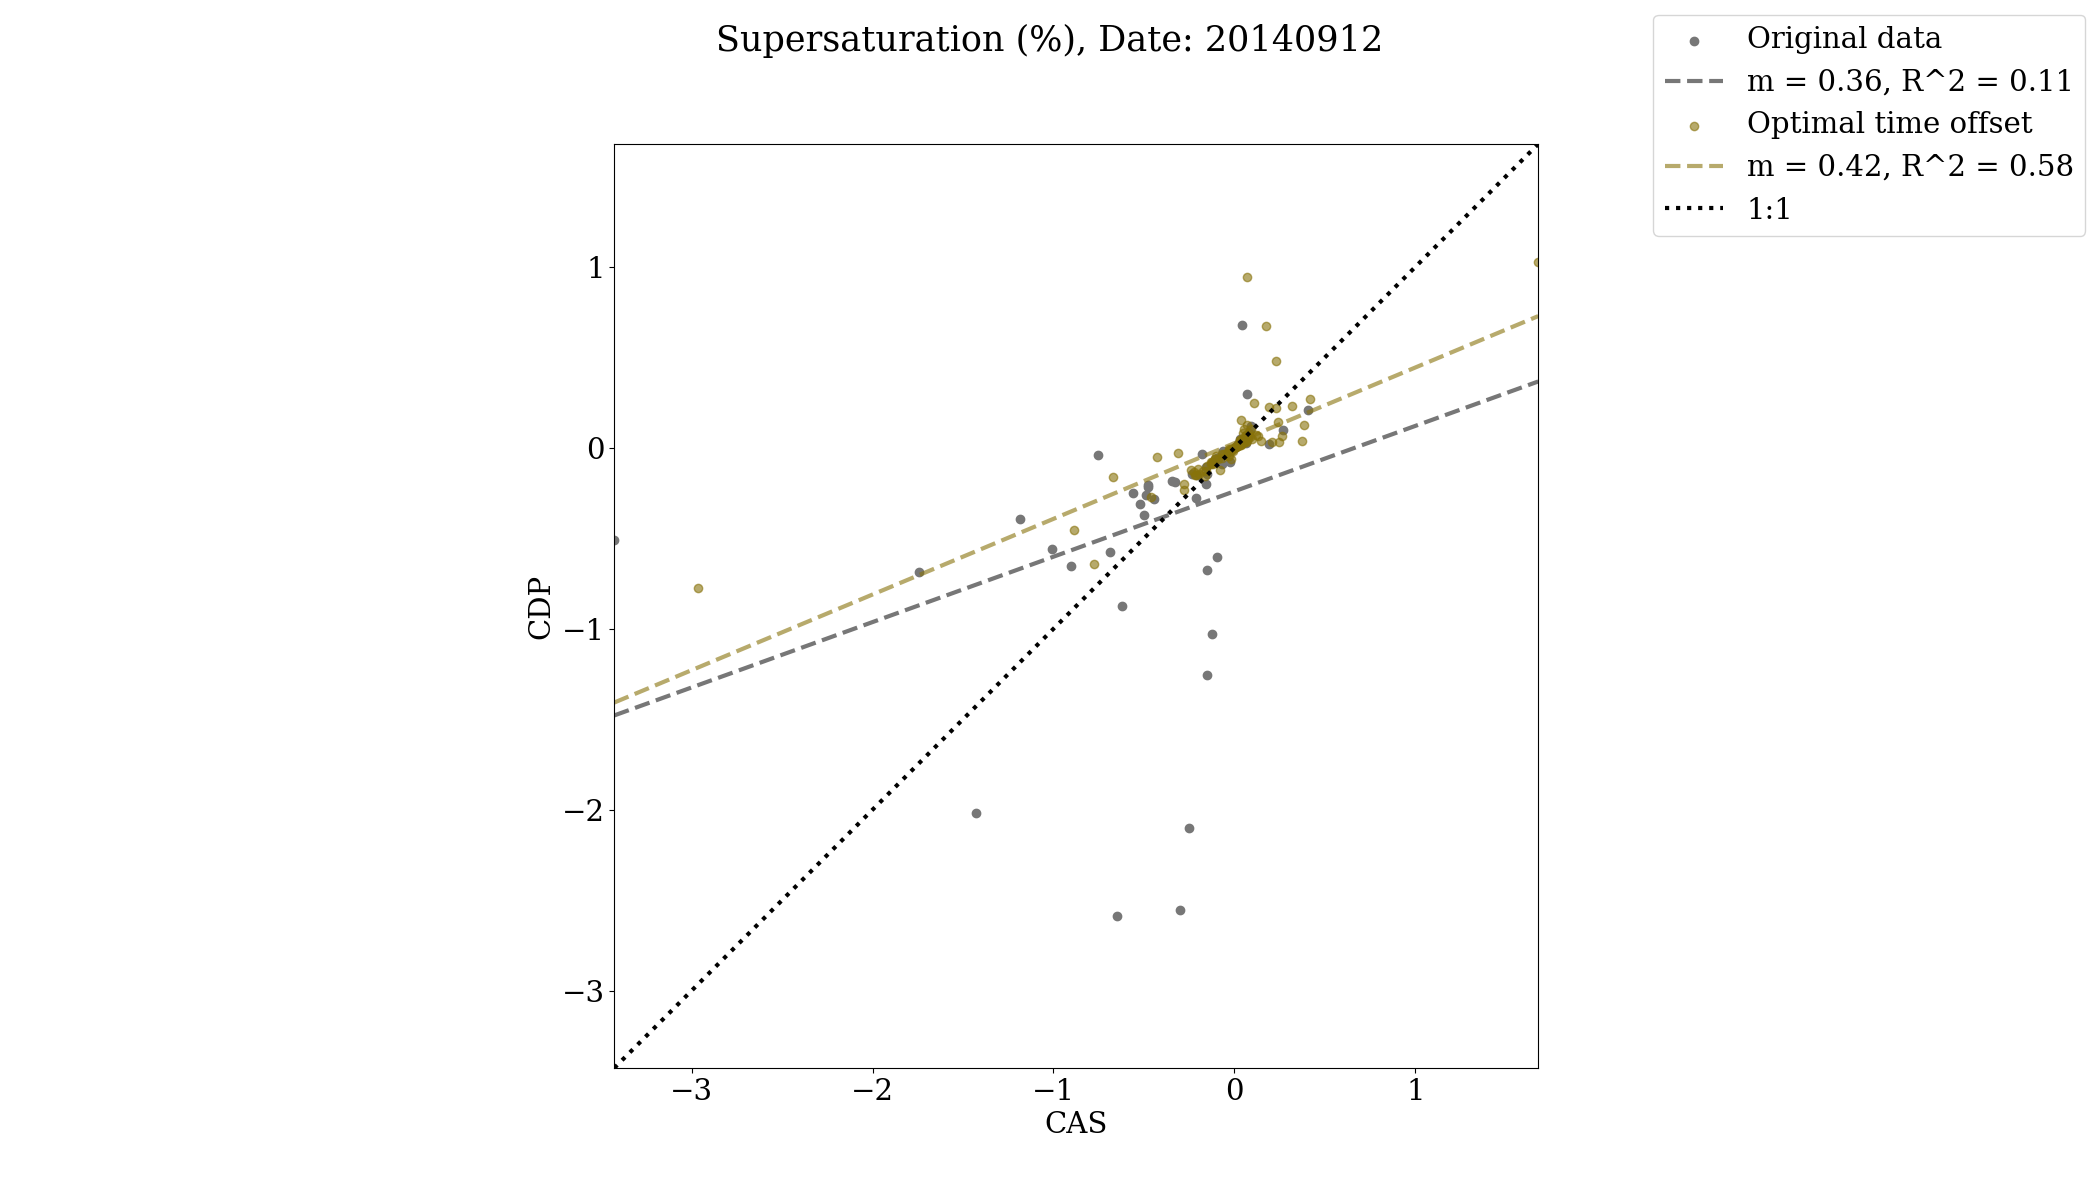 Supersaturation (%), Date: 20140912
Original data
m = 0.36, R^2 = 0.11
Optimal time offset
m = 0.42, R^2 = 0.58
1:1
1
0
−1
−2
−3
CDP
−3
−2
−1
0
1
CAS